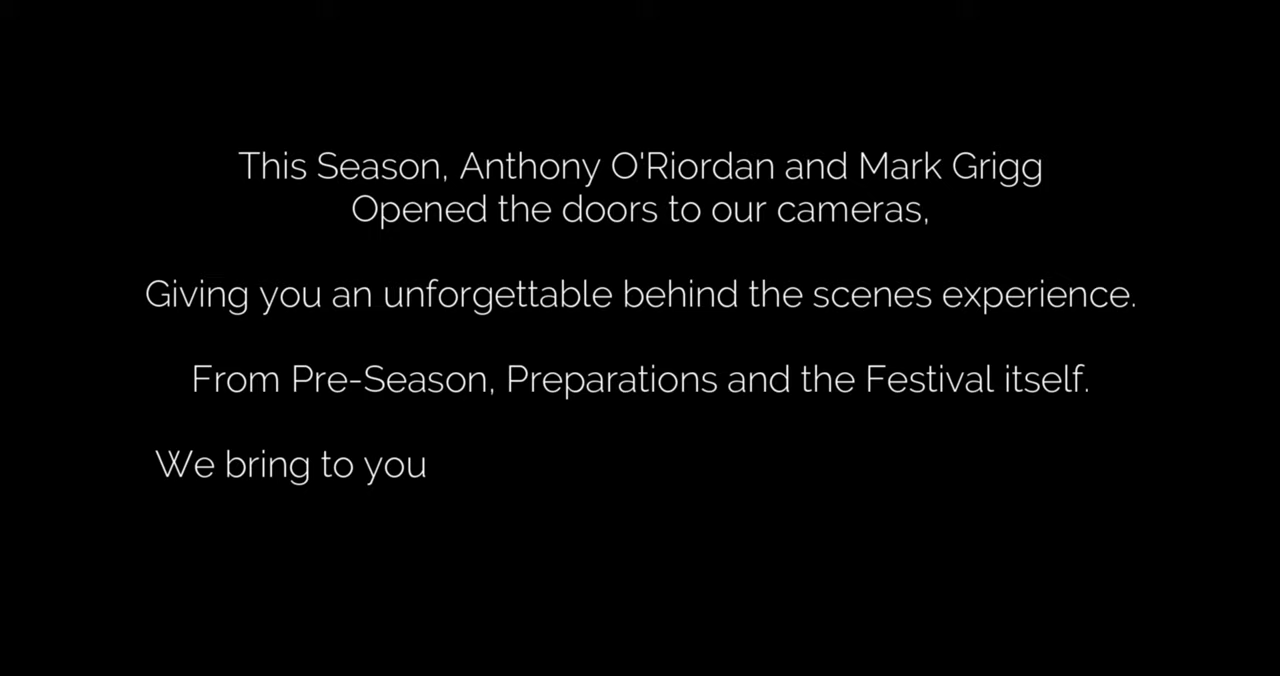 This Season, Anthony O'Riordan and Mark Grigg
Opened the doors to our cameras,
Giving you an unforgettable behind the scenes experience.
From Pre-Season, Preparations and the Festival itself.
We bring to you